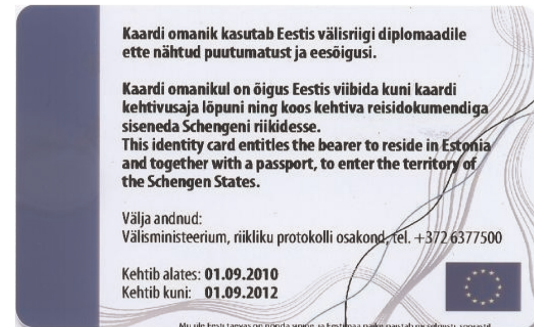 Kaardi omanik kasutab Eestis välisriigi diplomaadile
ette nähtud puutumatust ja eesõigusi.
Kaardi omanikul on õigus Eestis viibida kuni kaardi
kehtivusaja lõpuni ning koos kehtiva reisidokumendiga
siseneda Schengeni riikidesse.
This identity card entitles the bearer to reside in Estonia
and together with a passport, to enter the territory of
the Schengen States.
Välja andnud:
Välisministeerium, riikliku protokolli osakond, tel. +372 6377500
Kehtib alates: 01.09.2010
Kehtib kuni: 01.09.2012